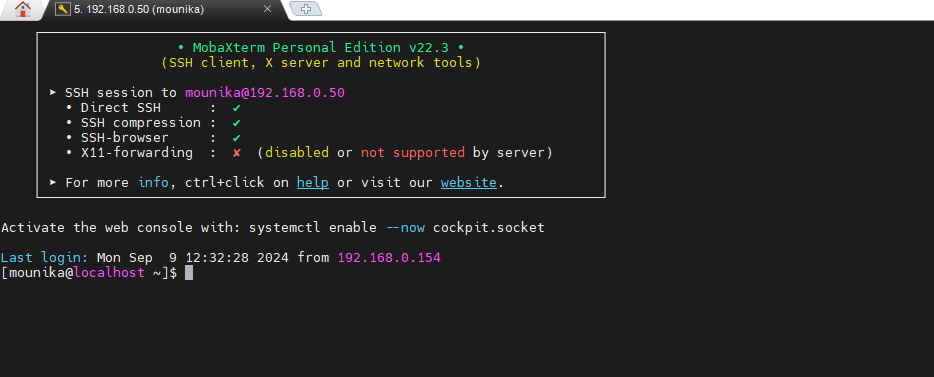 5. 192.168.0.50 (mounika)
• MobaXterm Personal Edition v22.3 •
(SSH client, X server and network tools)
➤ SSH session to mounika@192.168.0.50
• Direct SSH : ✔
• SSH compression : ✔
• SSH-browser : ✔
• X11-forwarding : ✘ (disabled or not supported by server)
➤ For more info, ctrl+click on help or visit our website.
Activate the web console with: systemctl enable --now cockpit.socket
Last login: Mon Sep  9 12:32:28 2024 from 192.168.0.154
[mounika@localhost ~]$